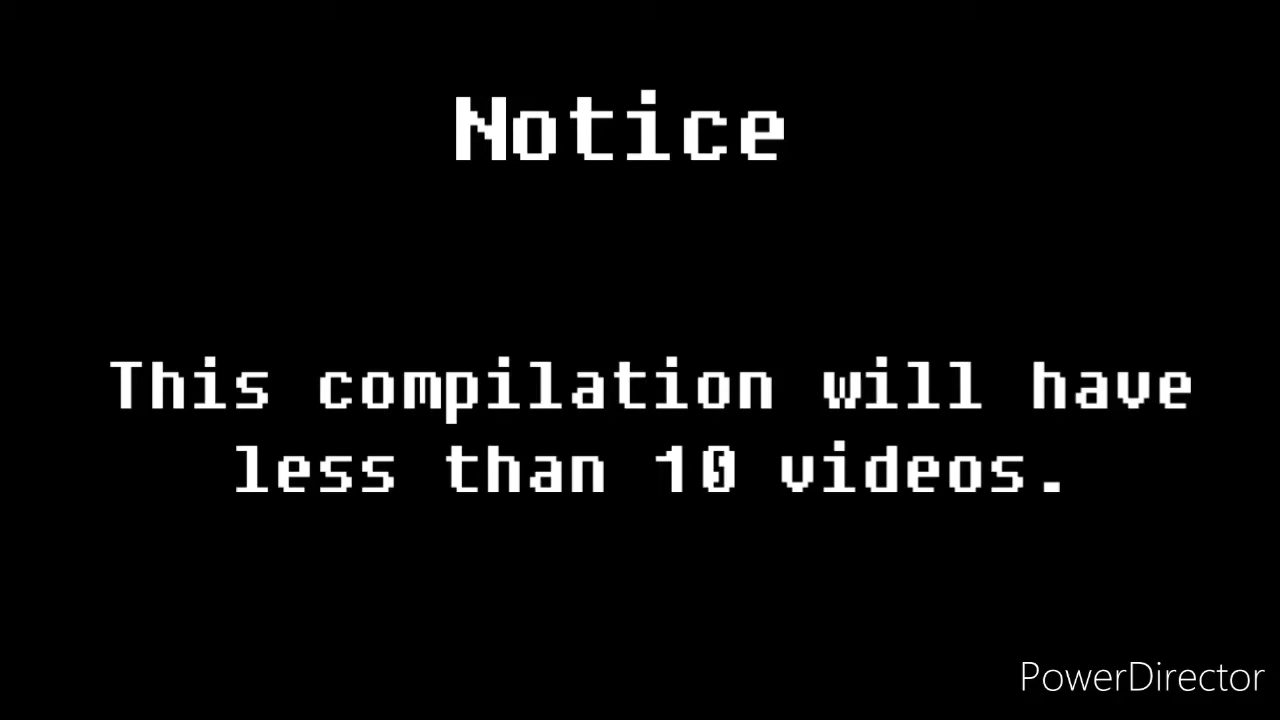 Notice
This compilation will have
less than 10 videos.
PowerDirector